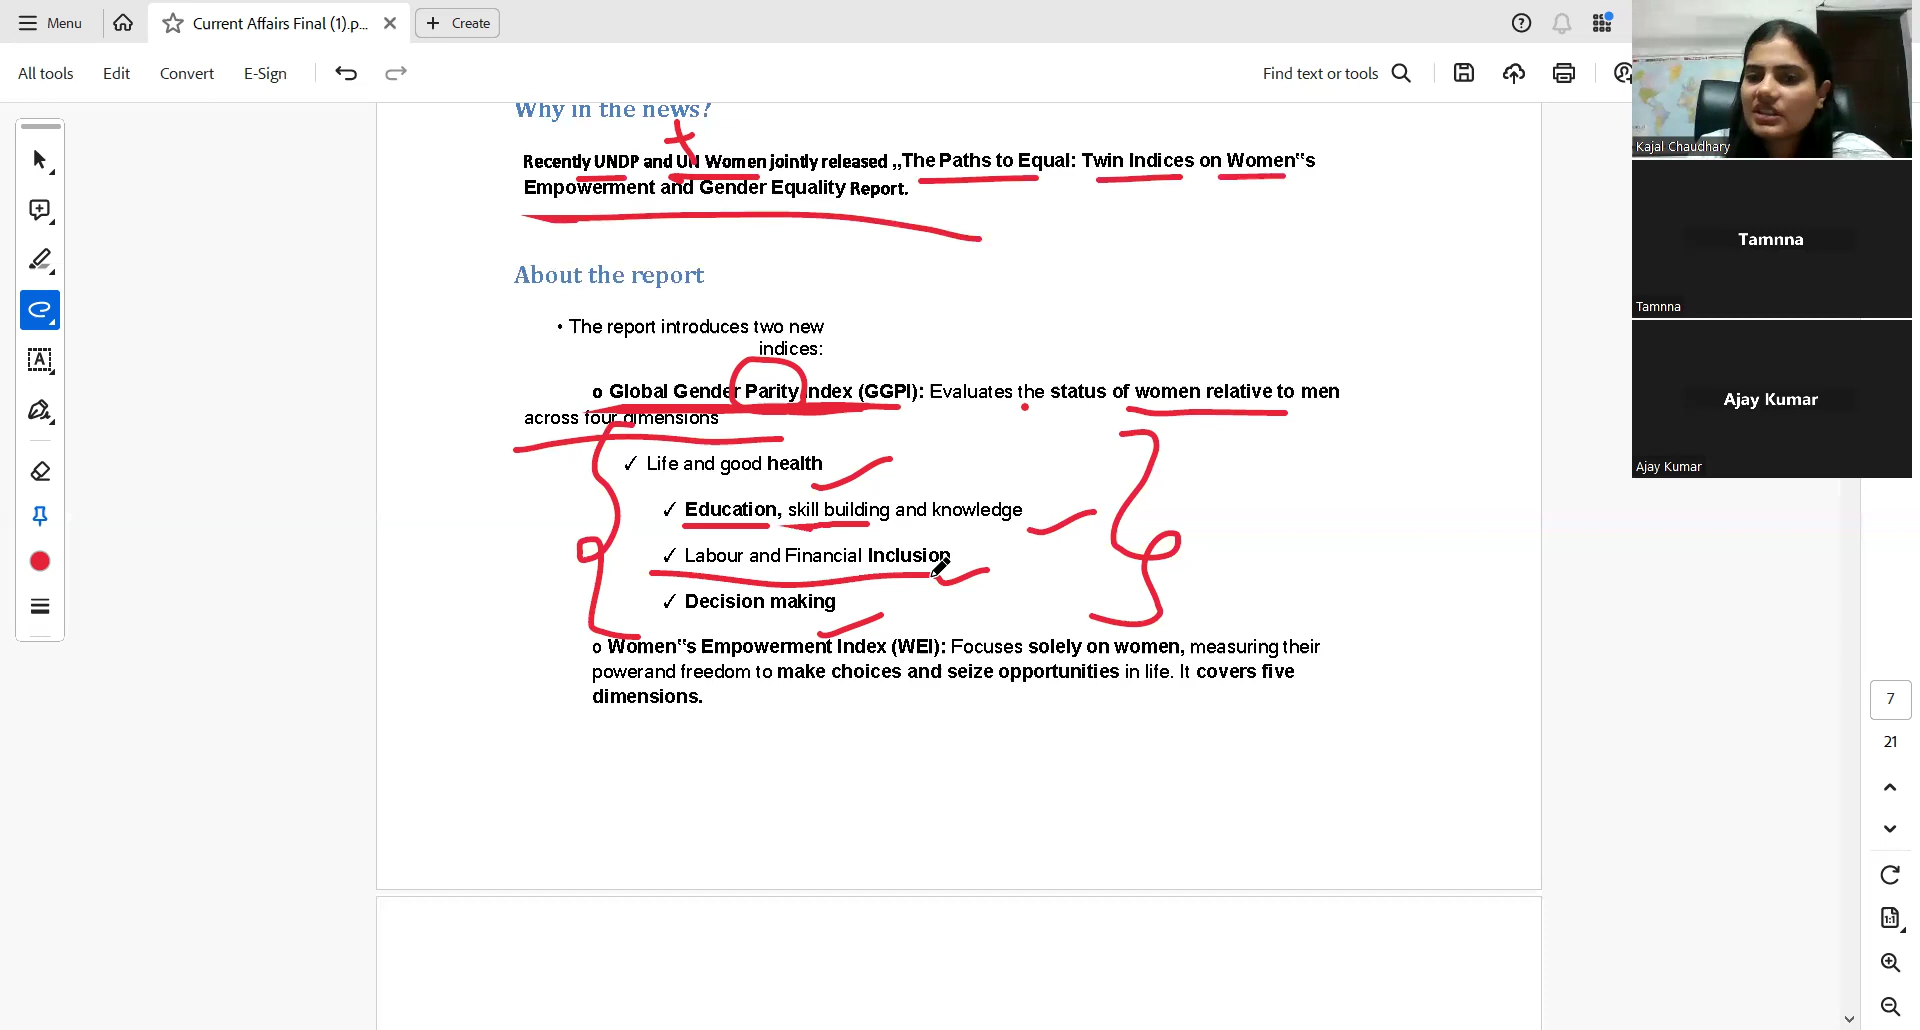 Menu
Current Affairs Final (1).p...
Create
All tools
Edit
Convert
E-Sign
Find text or tools
Why in the news?
Recently UNDP and UN Women jointly released „The Paths to Equal: Twin Indices on Women‟s
Empowerment and Gender Equality Report.
About the report
• The report introduces two new
indices:
o Global Gender Parity Index (GGPI): Evaluates the status of women relative to men
across four dimensions
✓ Life and good health
✓ Education, skill building and knowledge
✓ Labour and Financial Inclusion
✓ Decision making
o Women‟s Empowerment Index (WEI): Focuses solely on women, measuring their
powerand freedom to make choices and seize opportunities in life. It covers five
dimensions.
Kajal Chaudhary
Tamnna
Tamnna
Ajay Kumar
Ajay Kumar
7
21